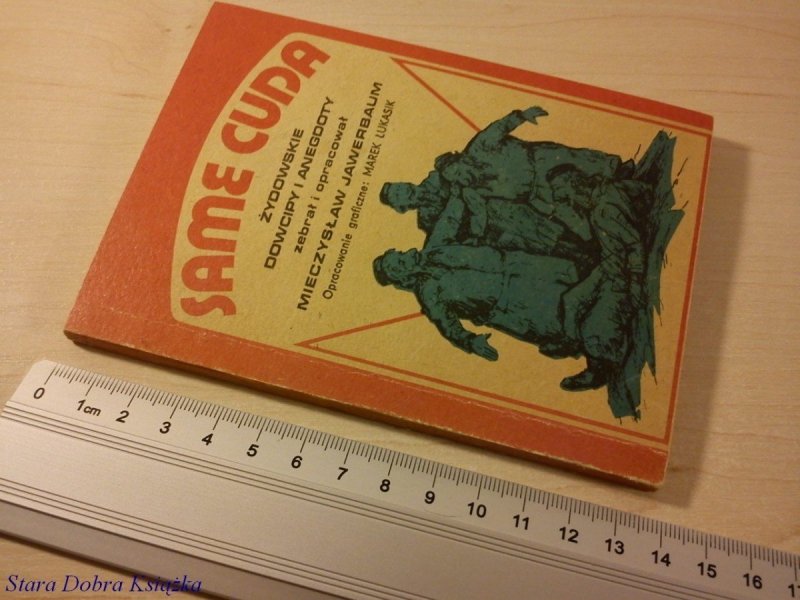 SAME CUDA
ŻYDOWSKIE
DOWCIPY I ANEGDOTY
zebrał i opracował
MIECZYSŁAW JAWERBAUM
Opracowanie graficzne: MAREK ŁUKASIK
0 1cm 2 3 4 5 6 7 8 9 10 11 12 13 14 15 16 17
Stara Dobra Książka